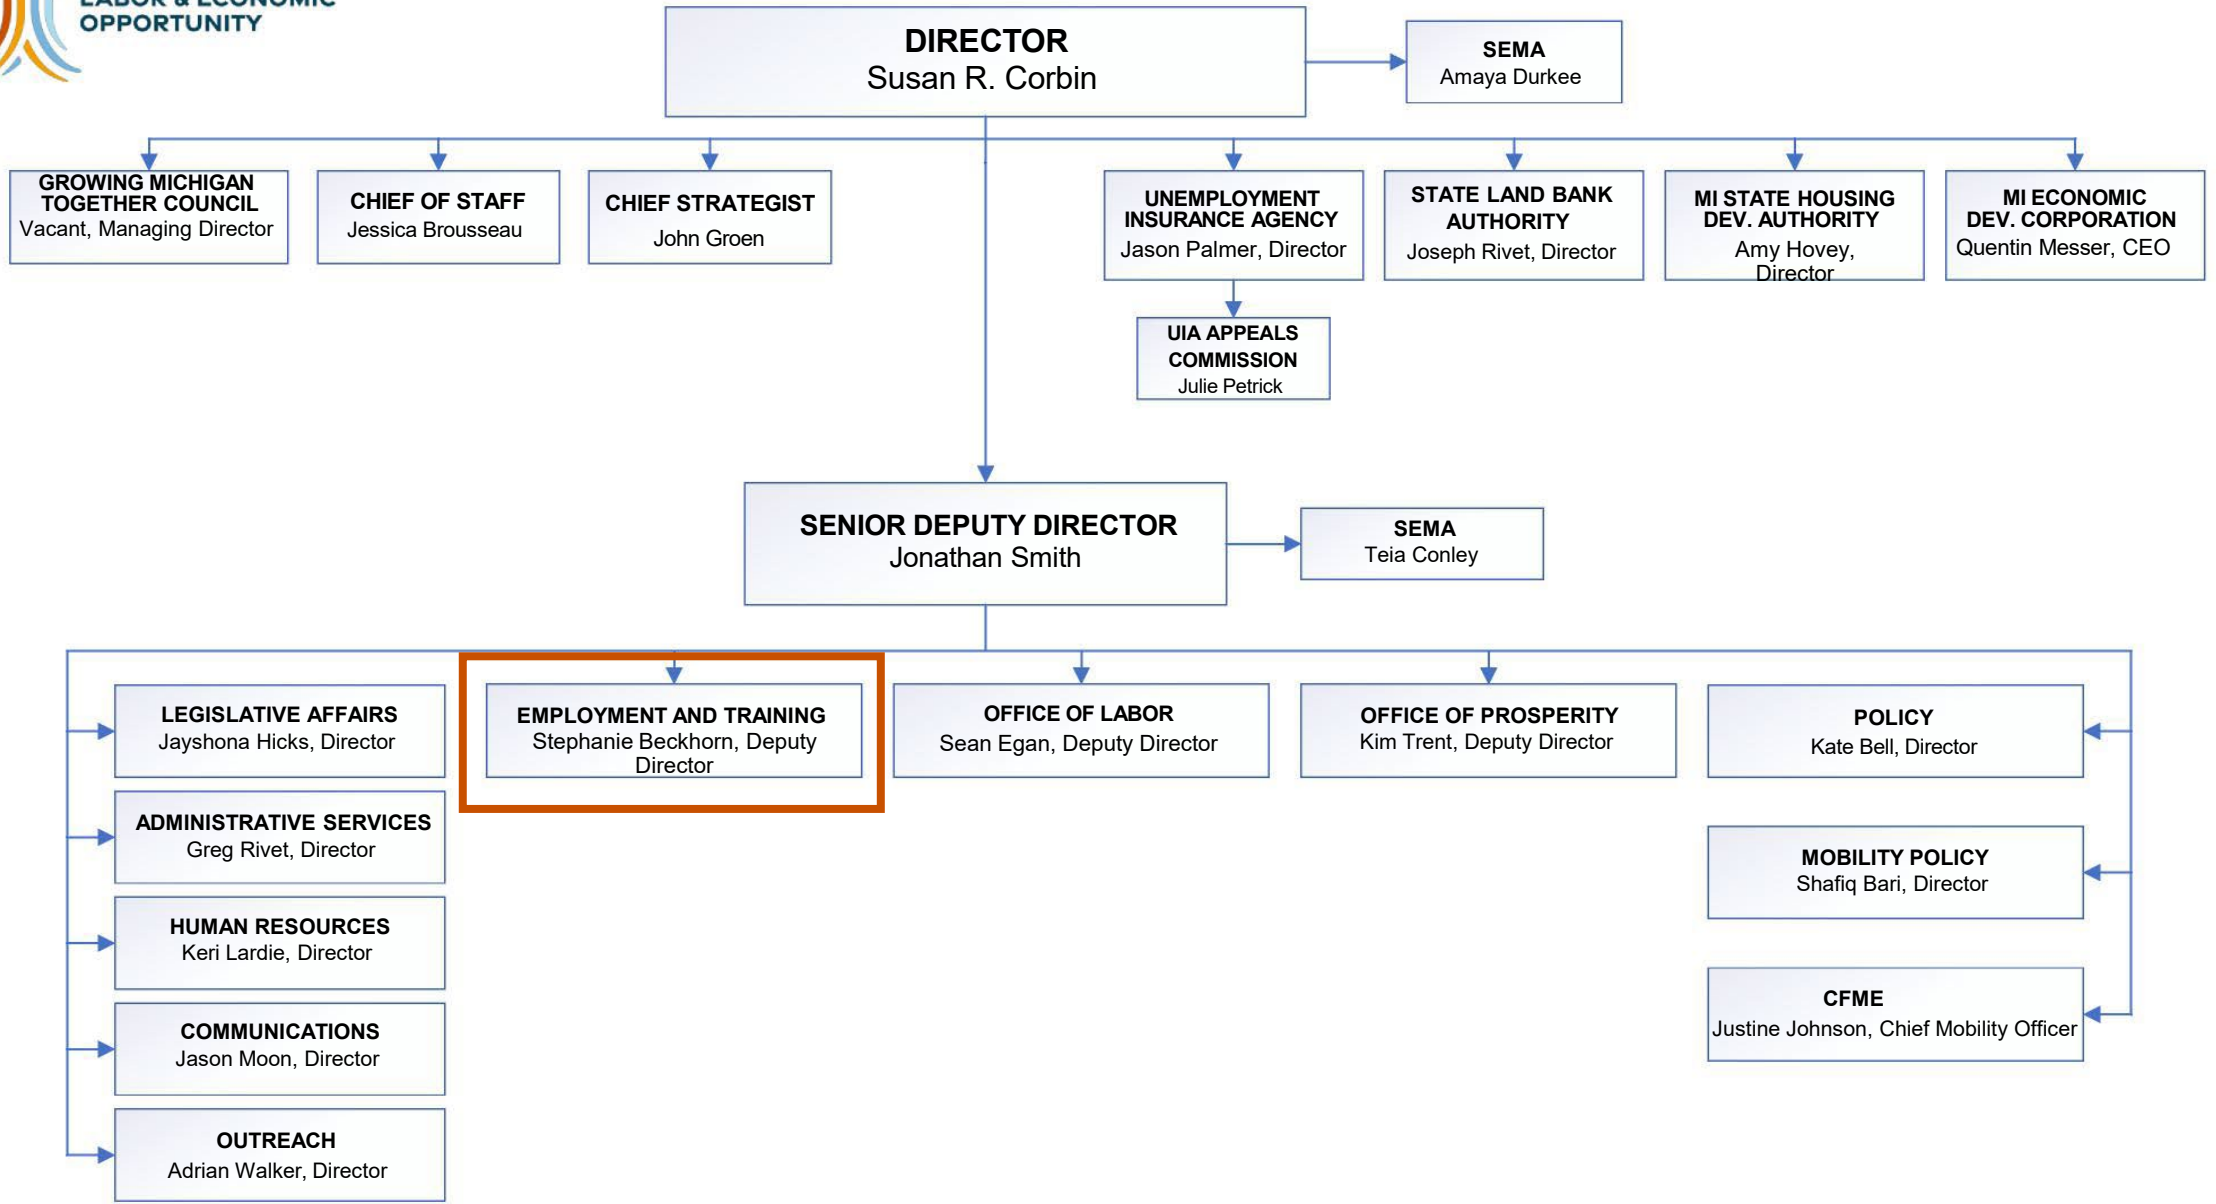 LABOR & ECONOMIC
OPPORTUNITY
DIRECTOR
Susan R. Corbin
SEMA
Amaya Durkee
GROWING MICHIGAN
TOGETHER COUNCIL
Vacant, Managing Director
CHIEF OF STAFF
Jessica Brousseau
CHIEF STRATEGIST
John Groen
UNEMPLOYMENT
INSURANCE AGENCY
Jason Palmer, Director
STATE LAND BANK
AUTHORITY
Joseph Rivet, Director
MI STATE HOUSING
DEV. AUTHORITY
Amy Hovey,
Director
MI ECONOMIC
DEV. CORPORATION
Quentin Messer, CEO
UIA APPEALS
COMMISSION
Julie Petrick
SENIOR DEPUTY DIRECTOR
Jonathan Smith
SEMA
Teia Conley
LEGISLATIVE AFFAIRS
Jayshona Hicks, Director
EMPLOYMENT AND TRAINING
Stephanie Beckhorn, Deputy
Director
OFFICE OF LABOR
Sean Egan, Deputy Director
OFFICE OF PROSPERITY
Kim Trent, Deputy Director
POLICY
Kate Bell, Director
ADMINISTRATIVE SERVICES
Greg Rivet, Director
MOBILITY POLICY
Shafiq Bari, Director
HUMAN RESOURCES
Keri Lardie, Director
CFME
Justine Johnson, Chief Mobility Officer
COMMUNICATIONS
Jason Moon, Director
OUTREACH
Adrian Walker, Director